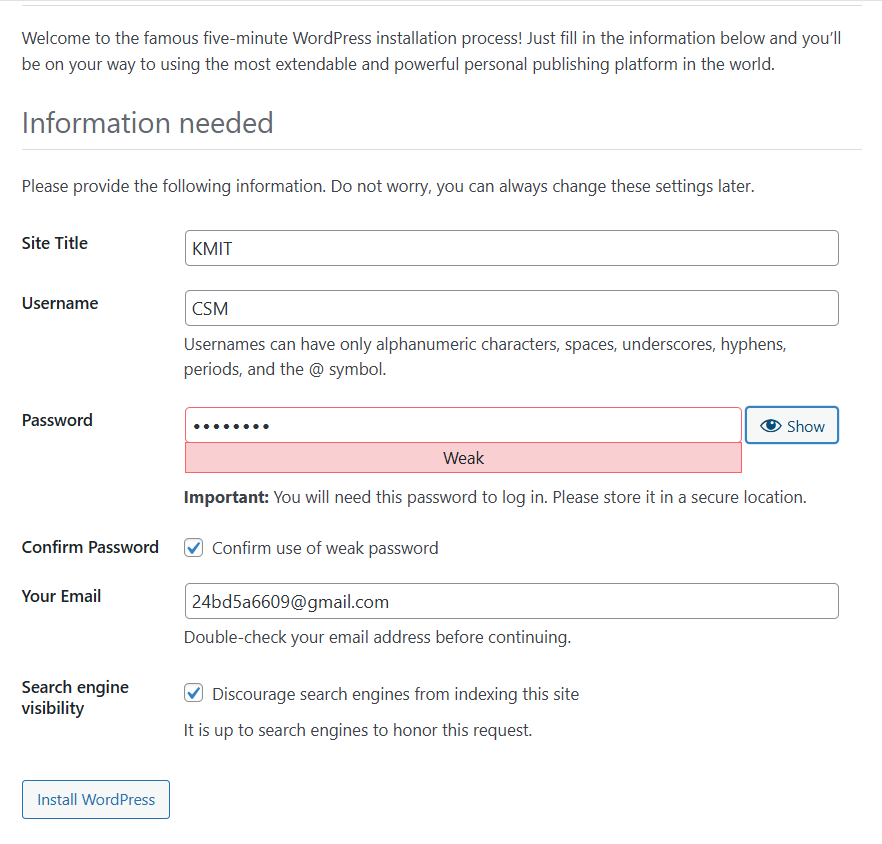 Welcome to the famous five-minute WordPress installation process! Just fill in the information below and you’ll
be on your way to using the most extendable and powerful personal publishing platform in the world.
Information needed
Please provide the following information. Do not worry, you can always change these settings later.
Site Title
KMIT
Username
CSM
Usernames can have only alphanumeric characters, spaces, underscores, hyphens,
periods, and the @ symbol.
Password
••••••••
Show
Weak
Important: You will need this password to log in. Please store it in a secure location.
Confirm Password
Confirm use of weak password
Your Email
24bd5a6609@gmail.com
Double-check your email address before continuing.
Search engine
visibility
Discourage search engines from indexing this site
It is up to search engines to honor this request.
Install WordPress